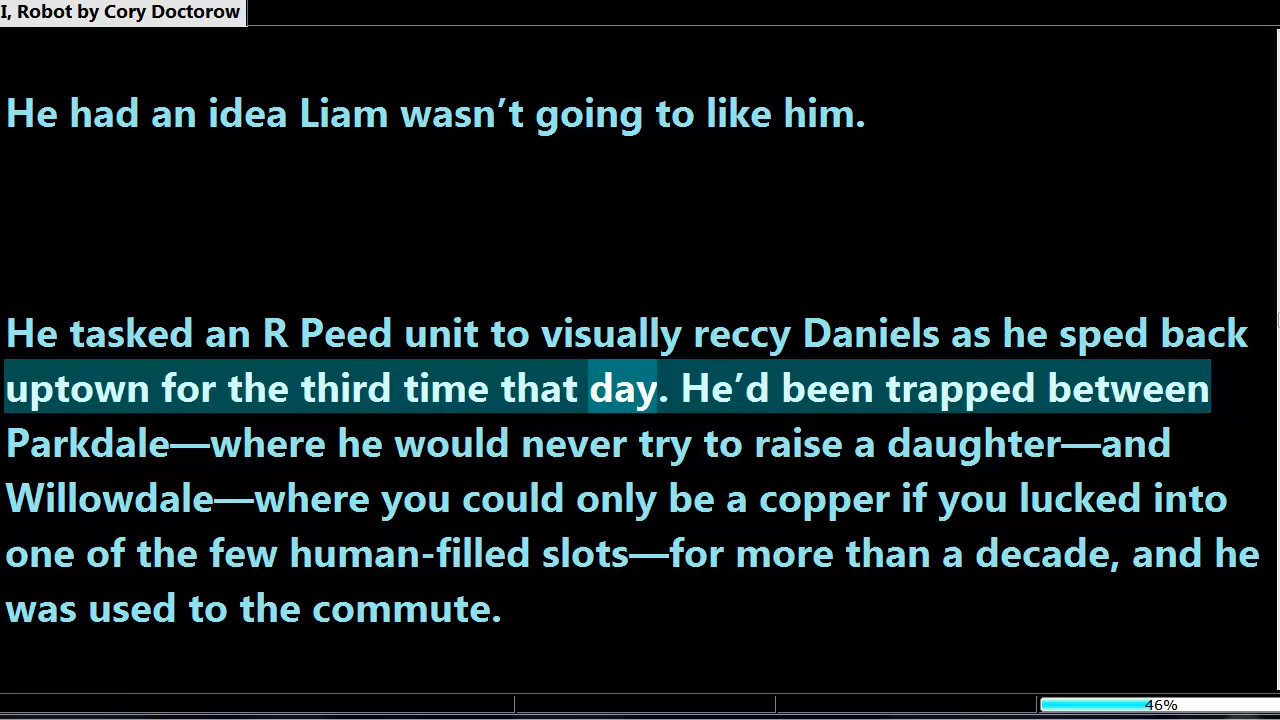 I, Robot by Cory Doctorow
He had an idea Liam wasn’t going to like him.
He tasked an R Peed unit to visually reccy Daniels as he sped back
uptown for the third time that day. He’d been trapped between
Parkdale—where he would never try to raise a daughter—and
Willowdale—where you could only be a copper if you lucked into
one of the few human-filled slots—for more than a decade, and he
was used to the commute.
46%